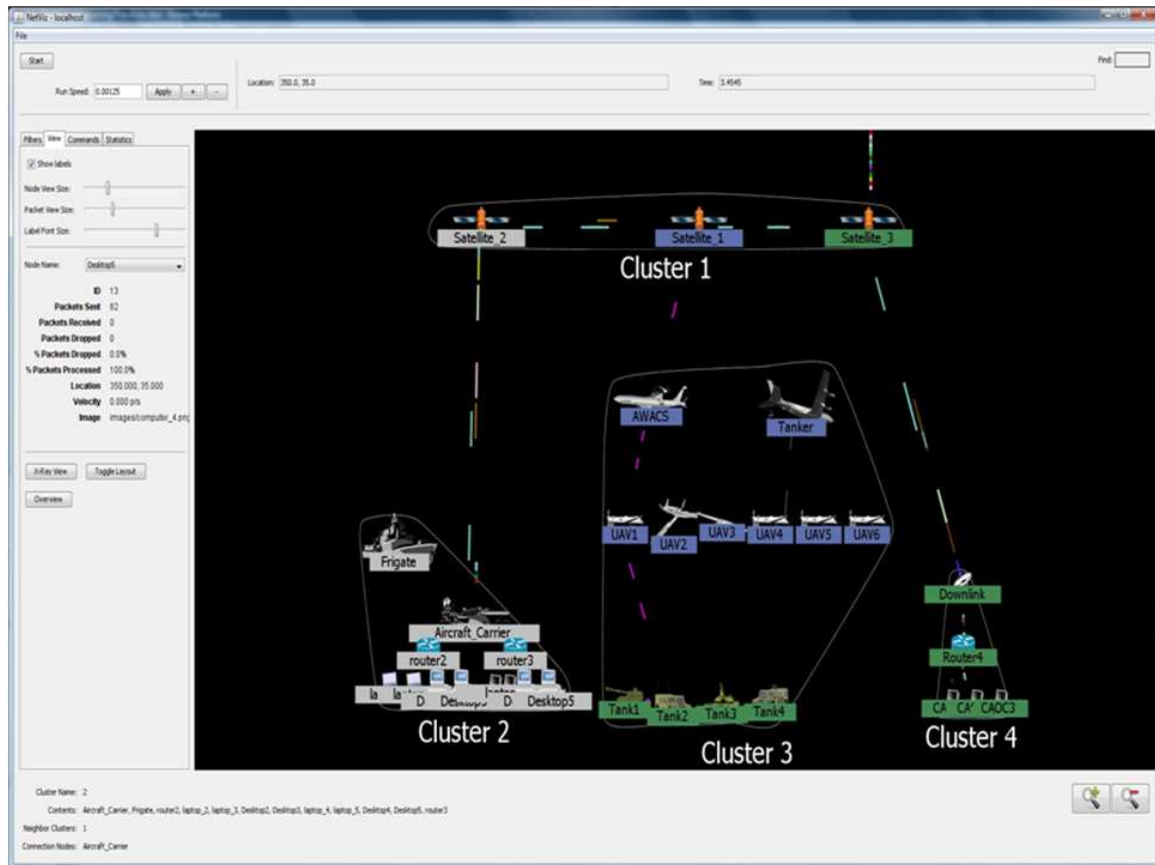 NetViz - localhost
File
Start
Find:
Run Speed: 0.00125 Apply + -
Location: 350.0, 35.0
Time: 3.4545
Filters View Commands Statistics
Show labels
Node View Size:
Packet View Size:
Label Font Size:
Node Name: Desktop5
ID 13
Packets Sent 62
Packets Received 0
Packets Dropped 0
% Packets Dropped 0.0%
% Packets Processed 100.0%
Location 350.000, 35.000
Velocity 0.000 p/s
Image images/computer_4.png
X-Ray View Toggle Layout
Overview
Satellite_2 Satellite_1 Satellite_3
Cluster 1
AWACS Tanker
UAV1 UAV2 UAV3 UAV4 UAV5 UAV6
Frigate
Aircraft_Carrier
router2 router3
la D Desktop D Desktop5
Cluster 2
Tank1 Tank2 Tank3 Tank4
Cluster 3
Downlink
Router4
CA CA CAOC3
Cluster 4
Cluster Name: 2
Contents: Aircraft_Carrier, Frigate, router2, laptop_2, laptop_3, Desktop2, Desktop3, laptop_4, laptop_5, Desktop4, Desktop5, router3
Neighbor Clusters: 1
Connection Nodes: Aircraft_Carrier